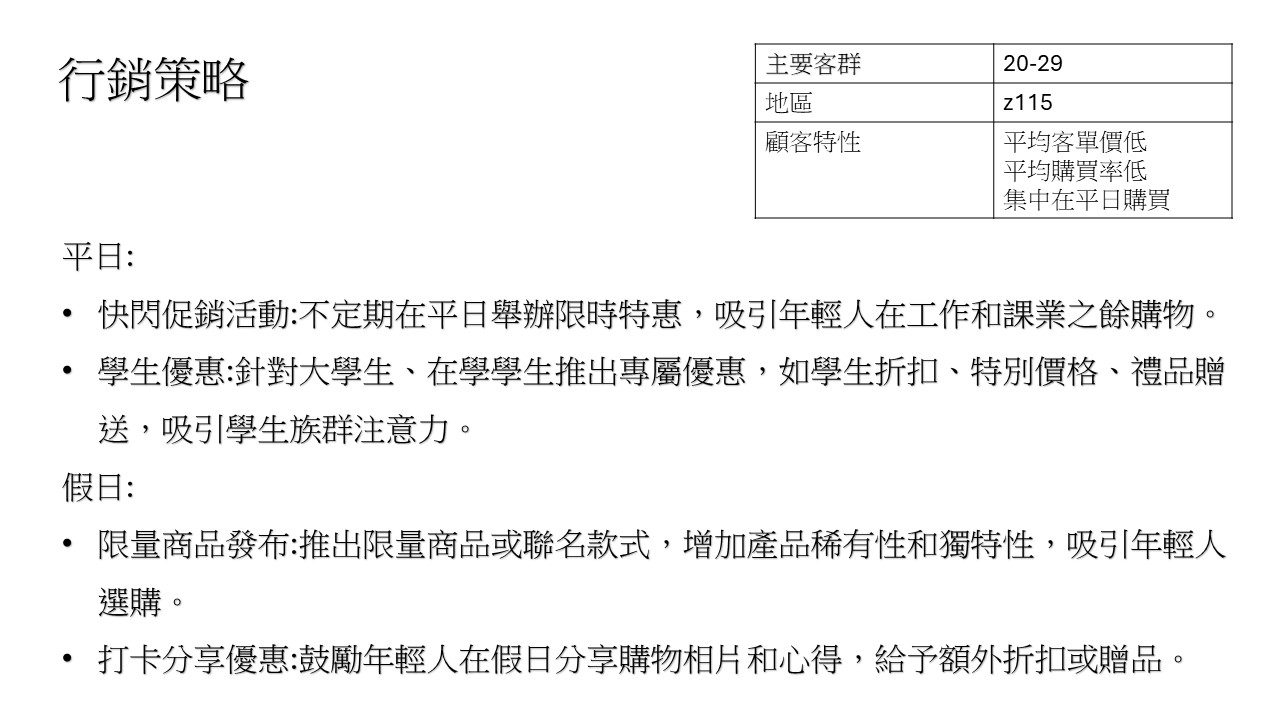 行銷策略
主要客群 20-29
地區 z115
顧客特性 平均客單價低
平均購買率低
集中在平日購買
平日:
• 快閃促銷活動:不定期在平日舉辦限時特惠，吸引年輕人在工作和課業之餘購物。
• 學生優惠:針對大學生、在學學生推出專屬優惠，如學生折扣、特別價格、禮品贈
送，吸引學生族群注意力。
假日:
• 限量商品發布:推出限量商品或聯名款式，增加產品稀有性和獨特性，吸引年輕人
選購。
• 打卡分享優惠:鼓勵年輕人在假日分享購物相片和心得，給予額外折扣或贈品。